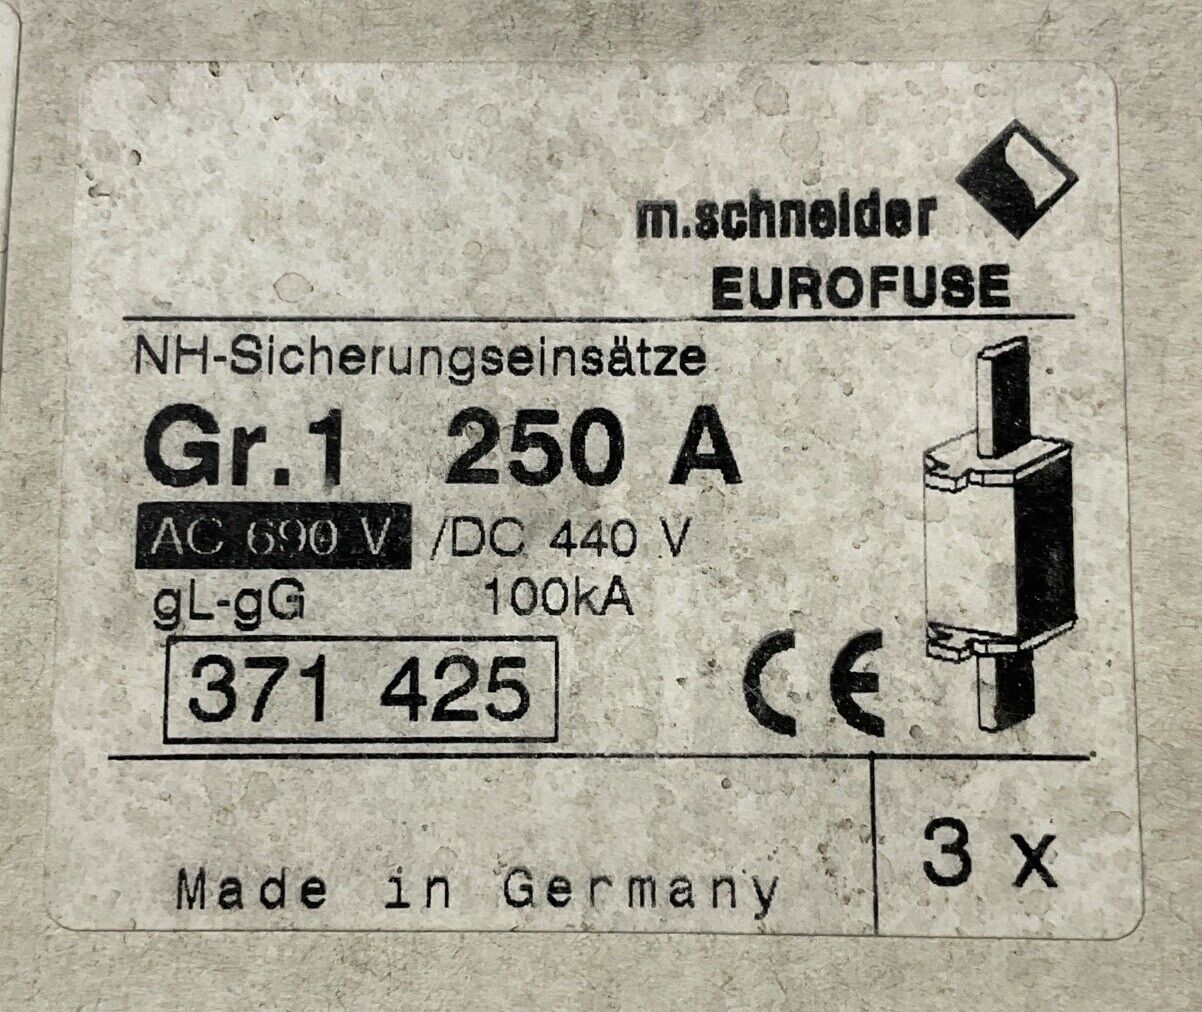 m.schneider
EUROFUSE
NH-Sicherungseinsätze
Gr.1 250 A
AC 690 V /DC 440 V
gL-gG 100kA
371 425
CE
Made in Germany
3 x